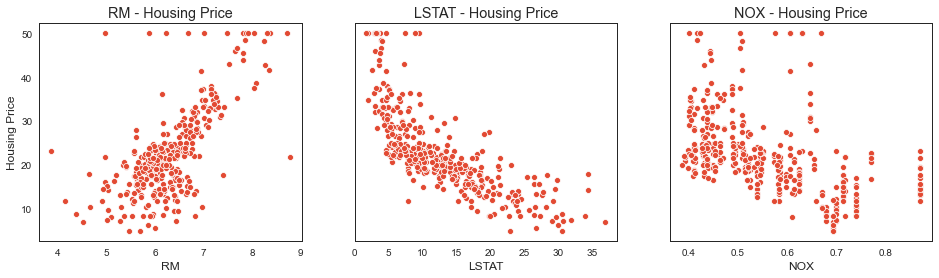 RM - Housing Price
LSTAT - Housing Price
NOX - Housing Price
Housing Price
50
40
30
20
10
4 5 6 7 8 9
0 5 10 15 20 25 30 35
0.4 0.5 0.6 0.7 0.8
RM
LSTAT
NOX